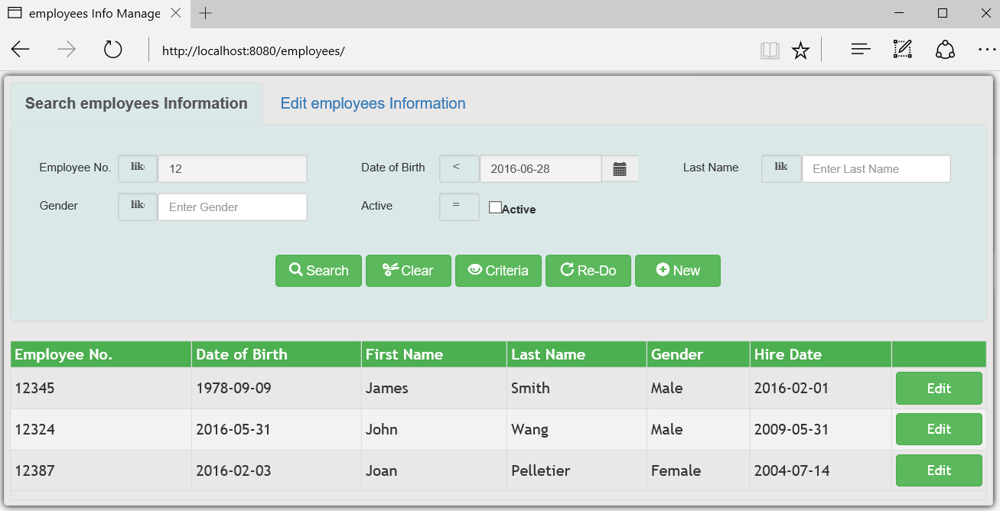 employees Info Manage
http://localhost:8080/employees/
Search employees Information Edit employees Information
Employee No. lik 12 Date of Birth < 2016-06-28 Last Name lik Enter Last Name
Gender lik Enter Gender Active = Active
Search Clear Criteria Re-Do New
Employee No. Date of Birth First Name Last Name Gender Hire Date
12345 1978-09-09 James Smith Male 2016-02-01 Edit
12324 2016-05-31 John Wang Male 2009-05-31 Edit
12387 2016-02-03 Joan Pelletier Female 2004-07-14 Edit